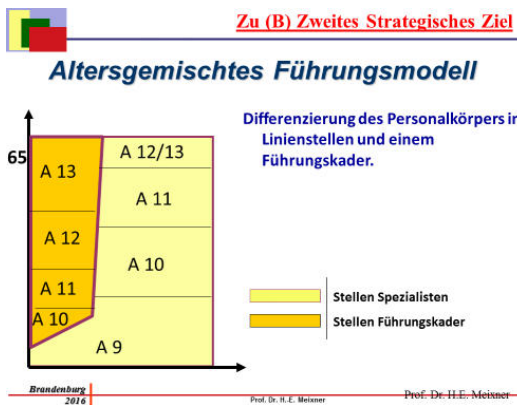 Zu (B) Zweites Strategisches Ziel
Altersgemischtes Führungsmodell
Differenzierung des Personalkörpers in
Linienstellen und einem
Führungskader.
65
A 13
A 12
A 11
A 10
A 12/13
A 11
A 10
A 9
Stellen Spezialisten
Stellen Führungskader
Brandenburg
2016
Prof. Dr. H.E. Meixner
Prof. Dr. H.E. Meixner